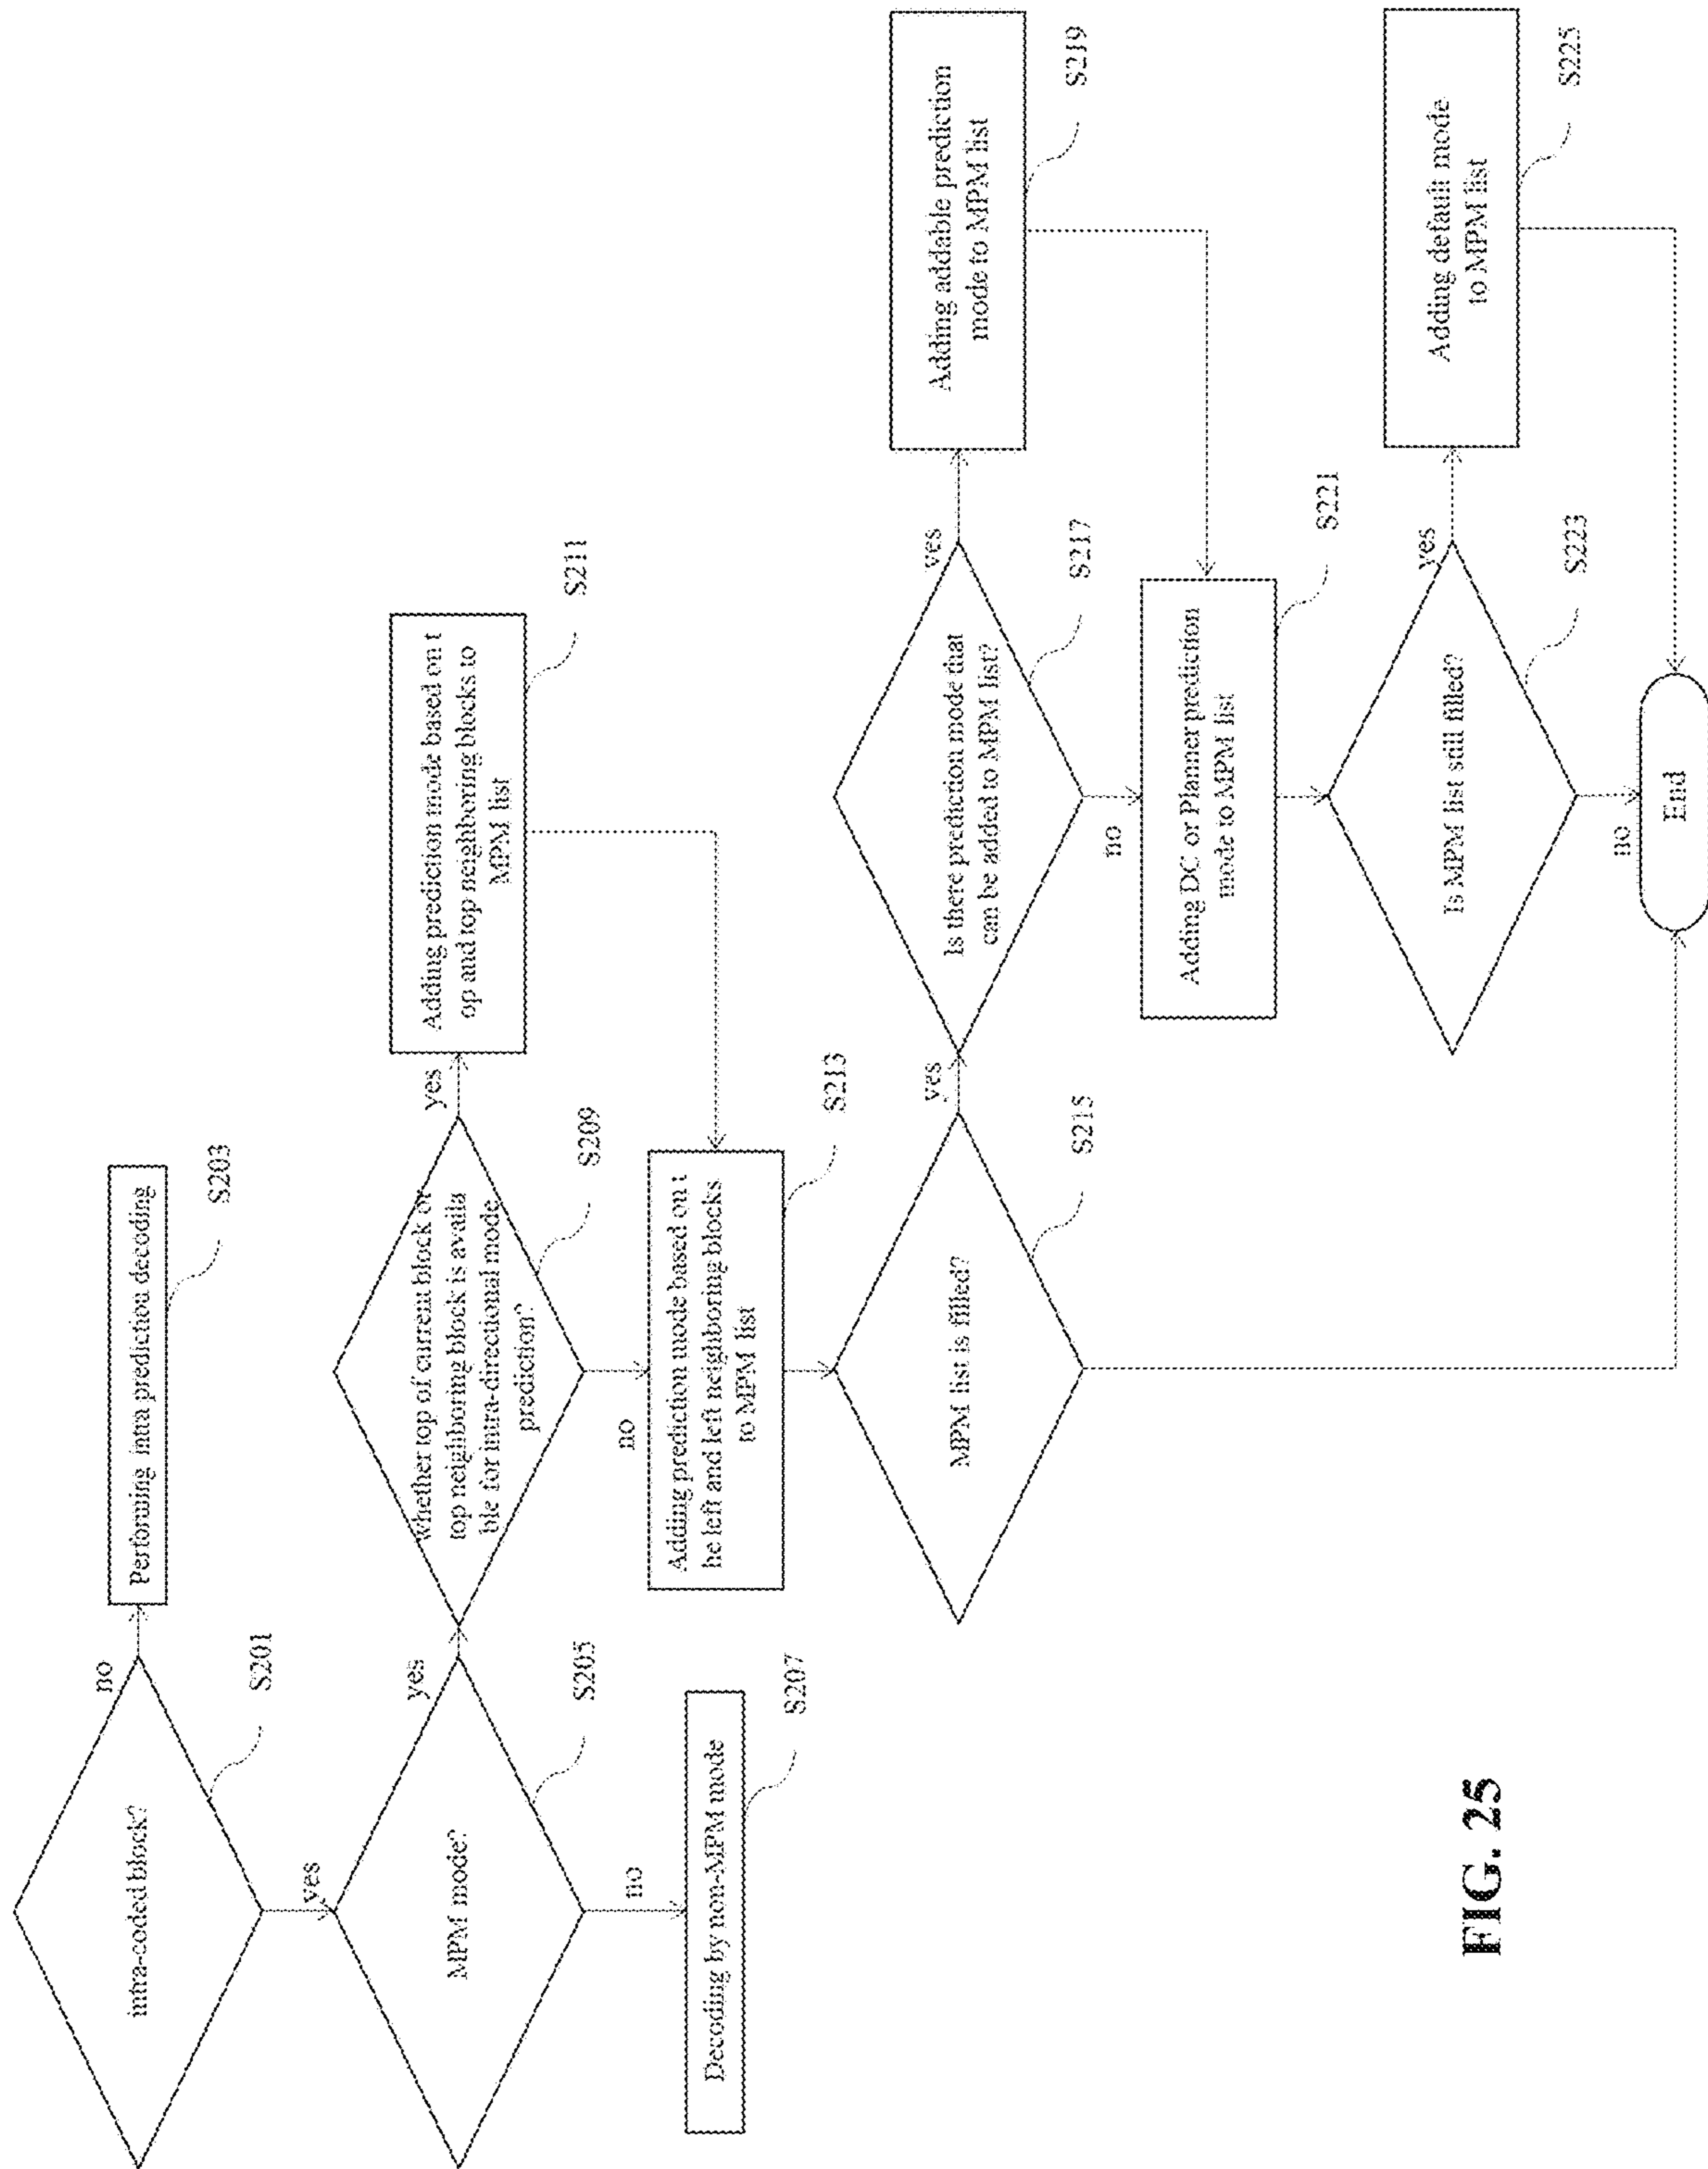 intra-coded block?
S201
no
Performing intra prediction decoding
S203
yes
MPM mode?
S205
no
Decoding by non-MPM mode
S207
yes
whether top of current block or
top neighboring block is availa
ble for intra-directional mode
prediction?
S209
yes
Adding prediction mode based on t
op and top neighboring blocks to
MPM list
S211
no
Adding prediction mode based on t
he left and left neighboring blocks
to MPM list
S213
MPM list is filled?
S215
yes
Is there prediction mode that
can be added to MPM list?
S217
yes
Adding addable prediction
mode to MPM list
S219
no
Adding DC or Planner prediction
mode to MPM list
S221
Is MPM list still filled?
S223
yes
Adding default mode
to MPM list
S225
no
End
FIG. 25